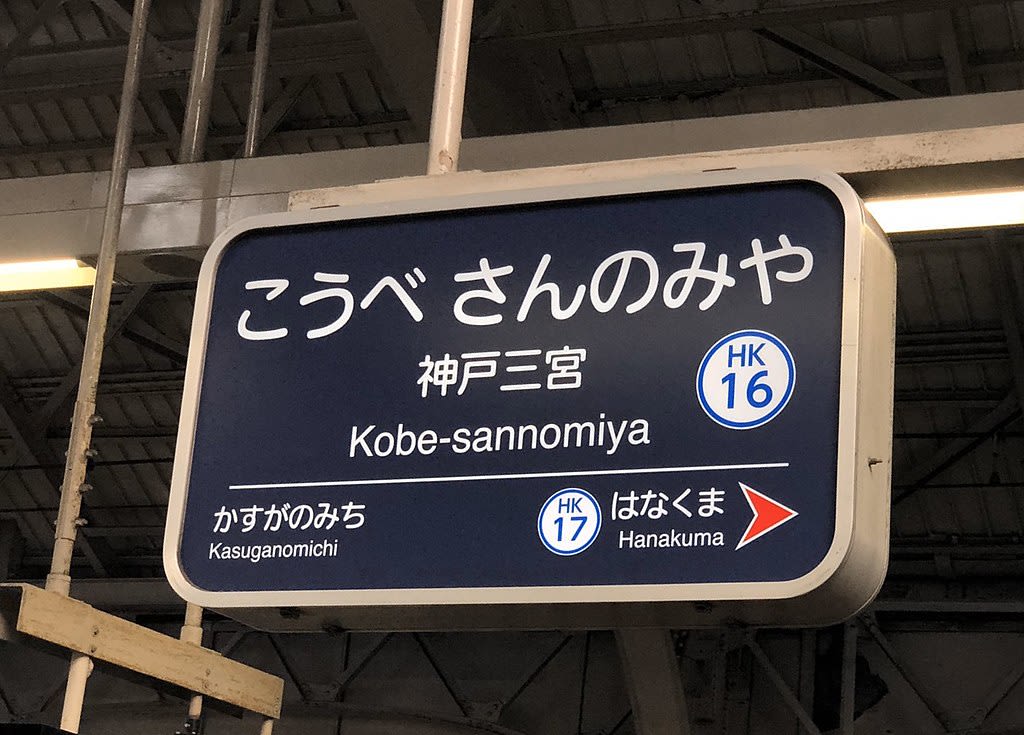 こうべ さんのみや
神戸三宮
HK
16
Kobe-sannomiya
かすがのみち
Kasuganomichi
HK
17
はなくま
Hanakuma